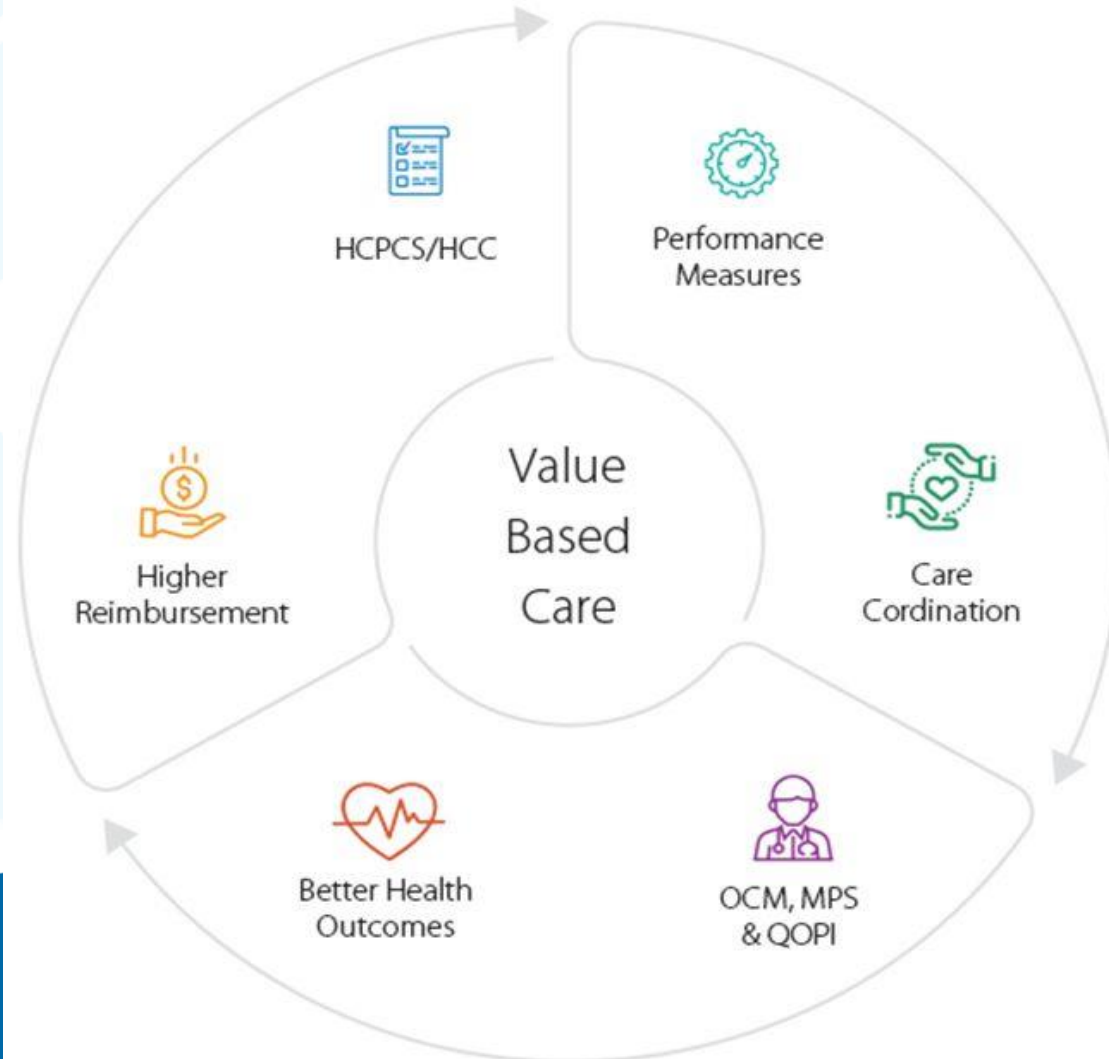 HCPCS/HCC
Performance
Measures
Value
Based
Care
Higher
Reimbursement
Care
Cordination
Better Health
Outcomes
OCM, MPS
& QOPI